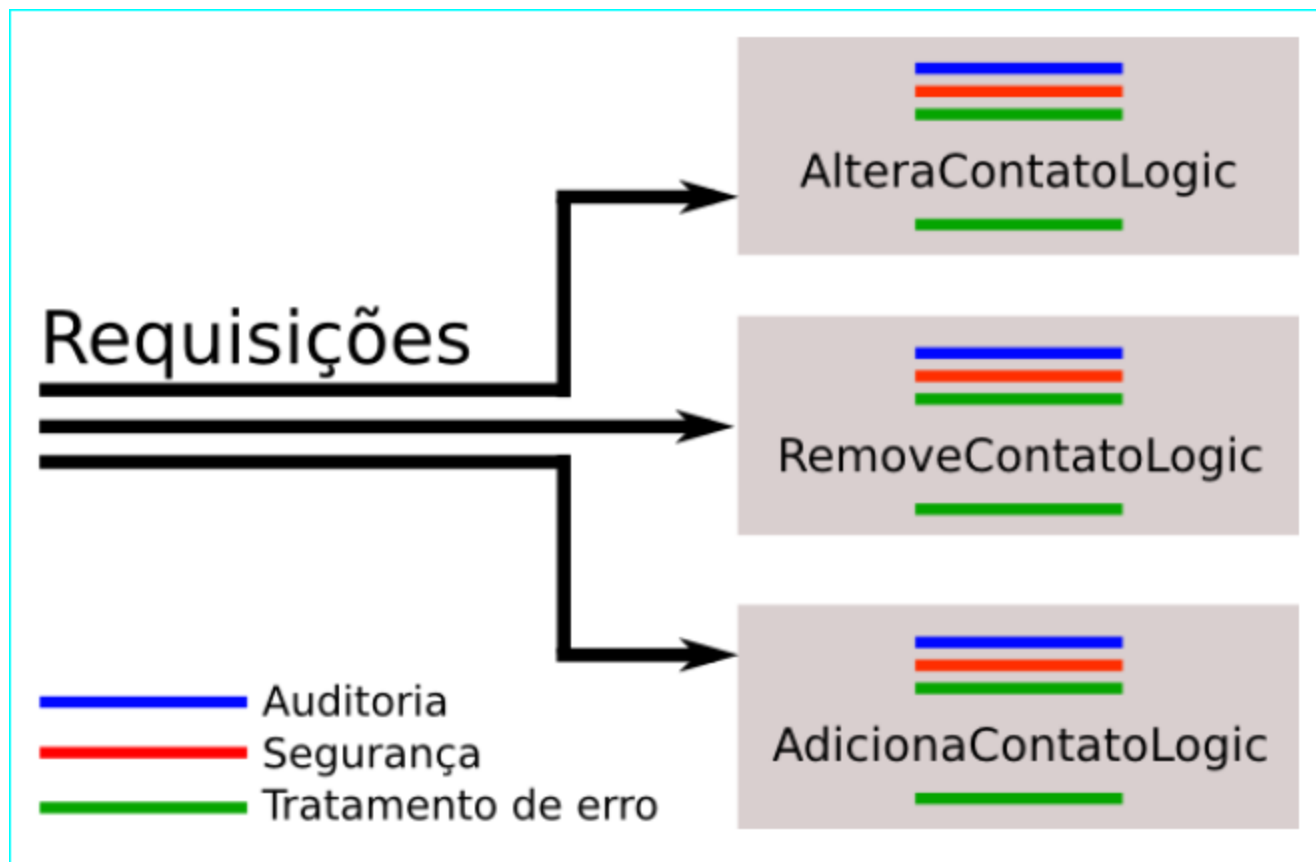 AlteraContatoLogic
Requisições
RemoveContatoLogic
AdicionaContatoLogic
Auditoria
Segurança
Tratamento de erro